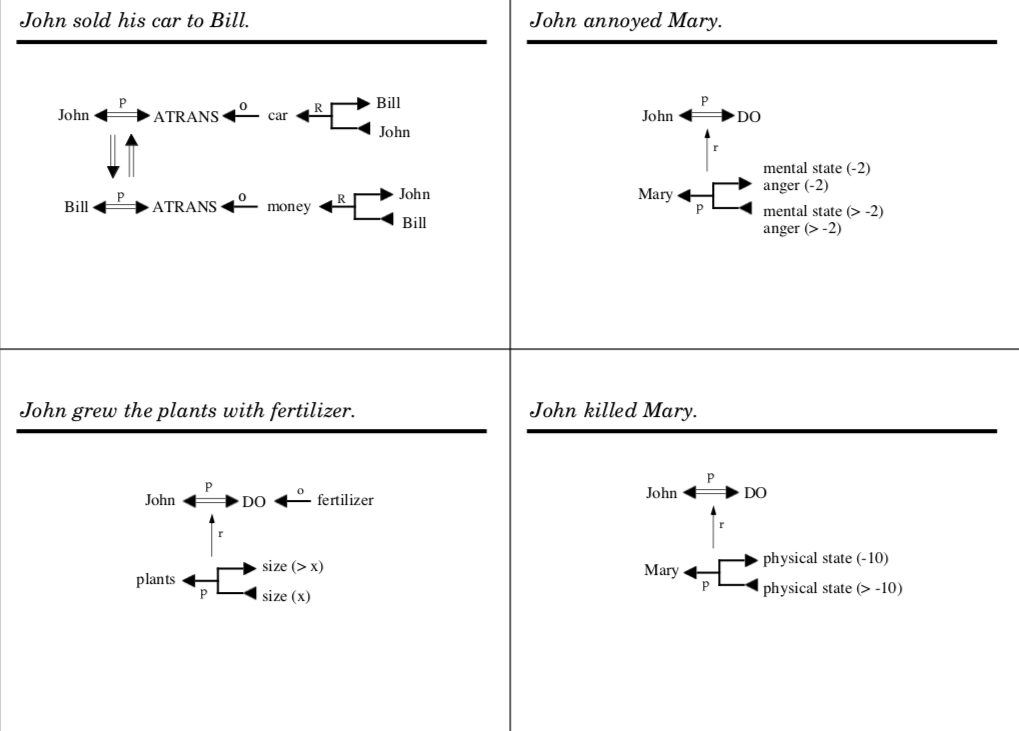 John sold his car to Bill.
p
John ATRANS o car R Bill
John
Bill p ATRANS o money R John
Bill
John annoyed Mary.
p
John DO
r
mental state (-2)
Mary anger (-2)
p mental state (> -2)
anger (> -2)
John grew the plants with fertilizer.
p
John DO o fertilizer
r
size (> x)
plants
p size (x)
John killed Mary.
p
John DO
r
physical state (-10)
Mary
p physical state (> -10)